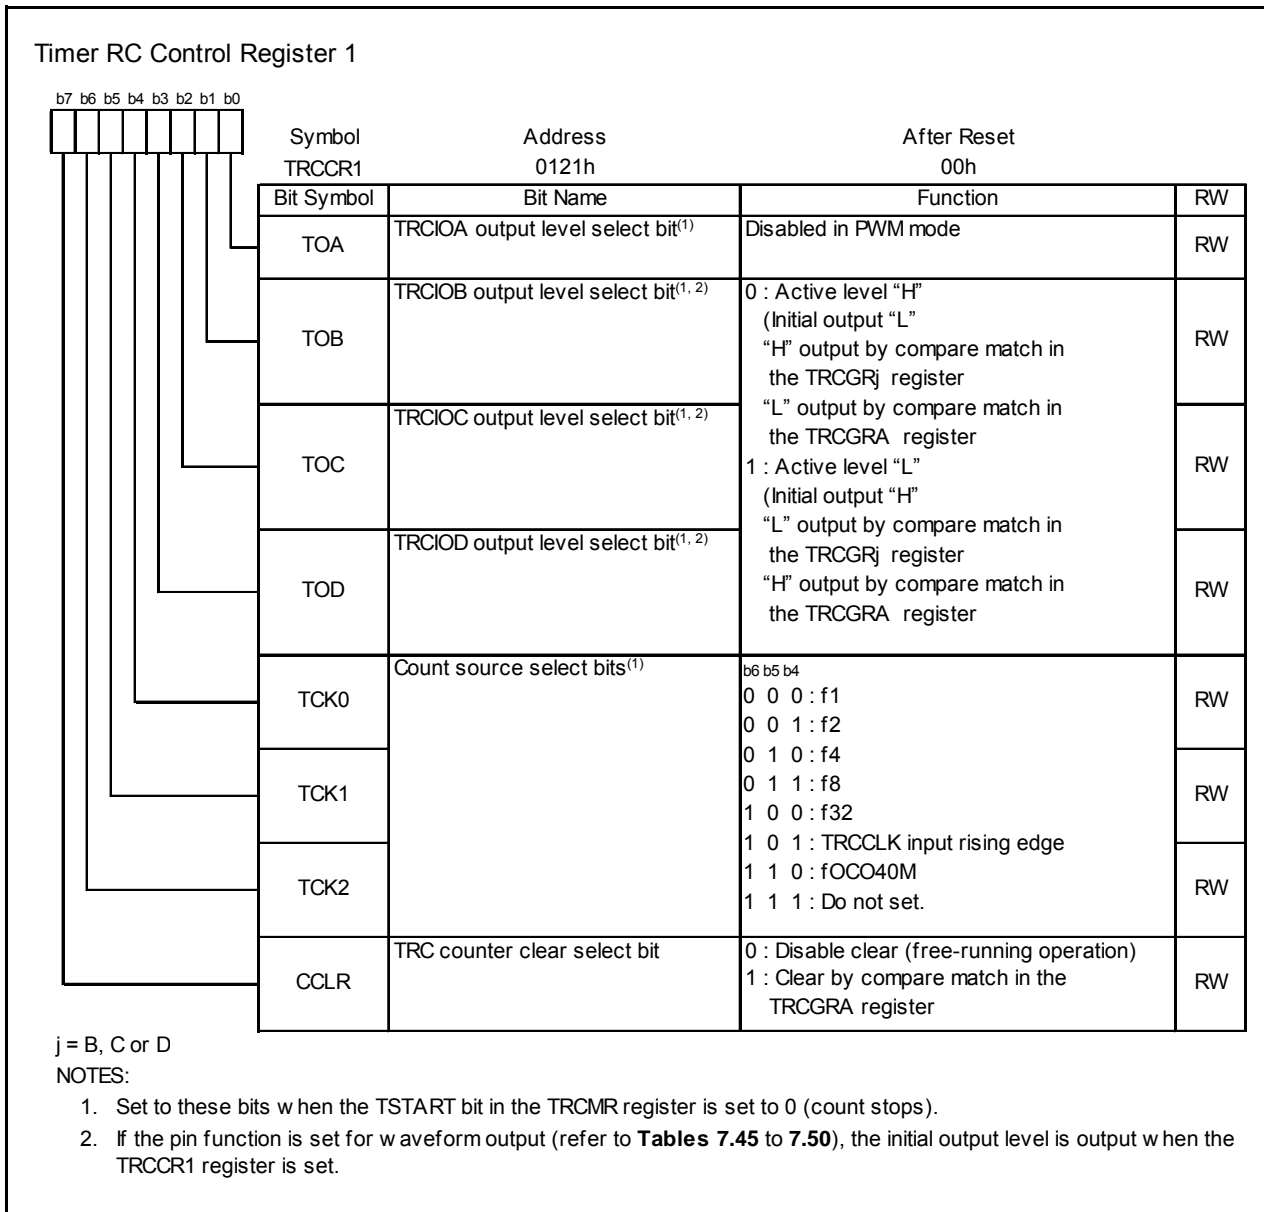 Timer RC Control Register 1
b7 b6 b5 b4 b3 b2 b1 b0
Symbol Address After Reset
TRCCR1 0121h 00h
Bit Symbol Bit Name Function RW
TOA TRCIOA output level select bit(1) Disabled in PWM mode RW
TOB TRCIOB output level select bit(1, 2) RW
TOC TRCIOC output level select bit(1, 2) RW
TOD TRCIOD output level select bit(1, 2) RW
0 : Active level “H”
(Initial output “L”
“H” output by compare match in
the TRCGRj register
“L” output by compare match in
the TRCGRA register
1 : Active level “L”
(Initial output “H”
“L” output by compare match in
the TRCGRj register
“H” output by compare match in
the TRCGRA register
TCK0 Count source select bits(1) RW
TCK1 RW
TCK2 RW
b6 b5 b4
0 0 0 : f1
0 0 1 : f2
0 1 0 : f4
0 1 1 : f8
1 0 0 : f32
1 0 1 : TRCCLK input rising edge
1 1 0 : fOCO40M
1 1 1 : Do not set.
CCLR TRC counter clear select bit 0 : Disable clear (free-running operation) RW
1 : Clear by compare match in the
TRCGRA register
j = B, C or D
NOTES:
1. Set to these bits when the TSTART bit in the TRCMR register is set to 0 (count stops).
2. If the pin function is set for waveform output (refer to Tables 7.45 to 7.50), the initial output level is output when the
TRCCR1 register is set.